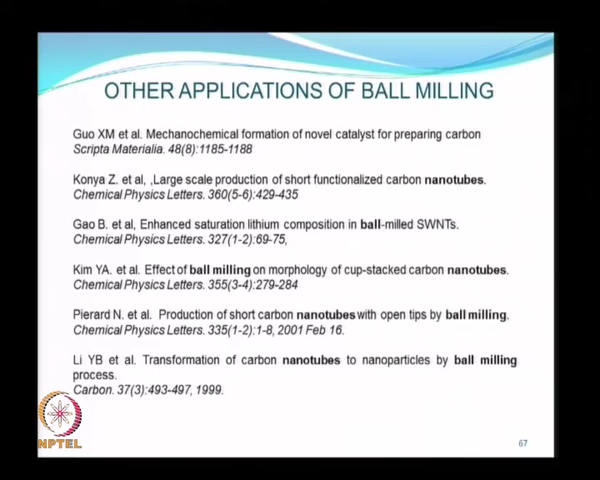 OTHER APPLICATIONS OF BALL MILLING
Guo XM et al. Mechanochemical formation of novel catalyst for preparing carbon
Scripta Materialia. 48(8):1185-1188
Konya Z. et al, ,Large scale production of short functionalized carbon nanotubes.
Chemical Physics Letters. 360(5-6):429-435
Gao B. et al, Enhanced saturation lithium composition in ball-milled SWNTs.
Chemical Physics Letters. 327(1-2):69-75,
Kim YA. et al. Effect of ball milling on morphology of cup-stacked carbon nanotubes.
Chemical Physics Letters. 355(3-4):279-284
Pierard N. et al. Production of short carbon nanotubes with open tips by ball milling.
Chemical Physics Letters. 335(1-2):1-8, 2001 Feb 16.
Li YB et al. Transformation of carbon nanotubes to nanoparticles by ball milling
process.
Carbon. 37(3):493-497, 1999.
NPTEL
67